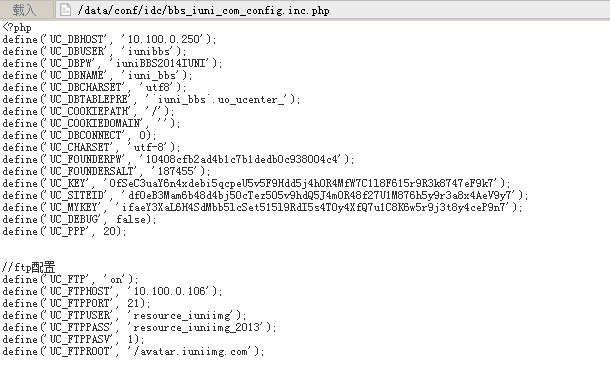 载入 /data/conf/idc/bbs_iuni_com_config.inc.php
<?php
define('UC_DBHOST', '10.100.0.250');
define('UC_DBUSER', 'iunibbs');
define('UC_DBPW', 'iuniBBS2014IUNI');
define('UC_DBNAME', 'iuni_bbs');
define('UC_DBCHARSET', 'utf8');
define('UC_DBTABLEPRE', '`iuni_bbs`.uo_ucenter_');
define('UC_COOKIEPATH', '/');
define('UC_COOKIEDOMAIN', '');
define('UC_DBCONNECT', 0);
define('UC_CHARSET', 'utf-8');
define('UC_FOUNDERPW', '10408cfb2ad4b1c7b1dedb0c938004c4');
define('UC_FOUNDERSALT', '187455');
define('UC_KEY', '0fSeC3uaY6n4xdebi5qcpeU5v5F9Hdd5j4hOR4MfW7C1l8F615r9R3k8747eF9k7');
define('UC_SITEID', 'df0eB3Mam6b48d4bj5OcTez505v9hdQ5J4mOR48f27U1M876h5y9r3a8x4AeV9y7');
define('UC_MYKEY', 'ifaeY3XaL6H4SdMbb5lcSet515l9RdI5s4TOy4XfQ7u1C8K6w5r9j3t8y4ceP9n7');
define('UC_DEBUG', false);
define('UC_PPP', 20);
//ftp配置
define('UC_FTP', 'on');
define('UC_FTPHOST', '10.100.0.106');
define('UC_FTPPORT', 21);
define('UC_FTPUSER', 'resource_iuniimg');
define('UC_FTPPASS', 'resource_iuniimg_2013');
define('UC_FTPPASV', 1);
define('UC_FTPROOT', '/avatar.iuniimg.com');